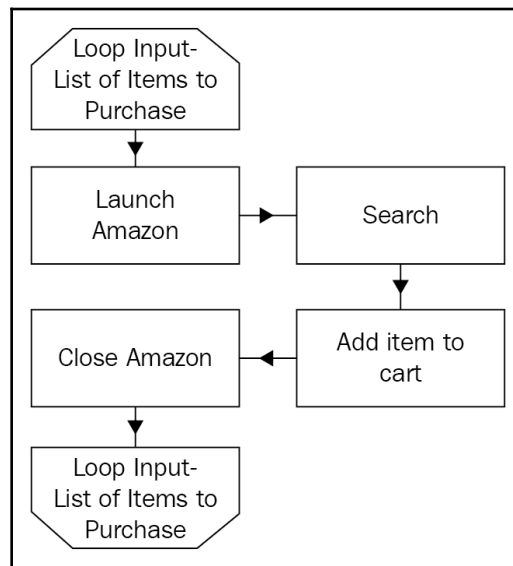 Loop Input-
List of Items to
Purchase
Launch
Amazon
Search
Add item to
cart
Close Amazon
Loop Input-
List of Items to
Purchase